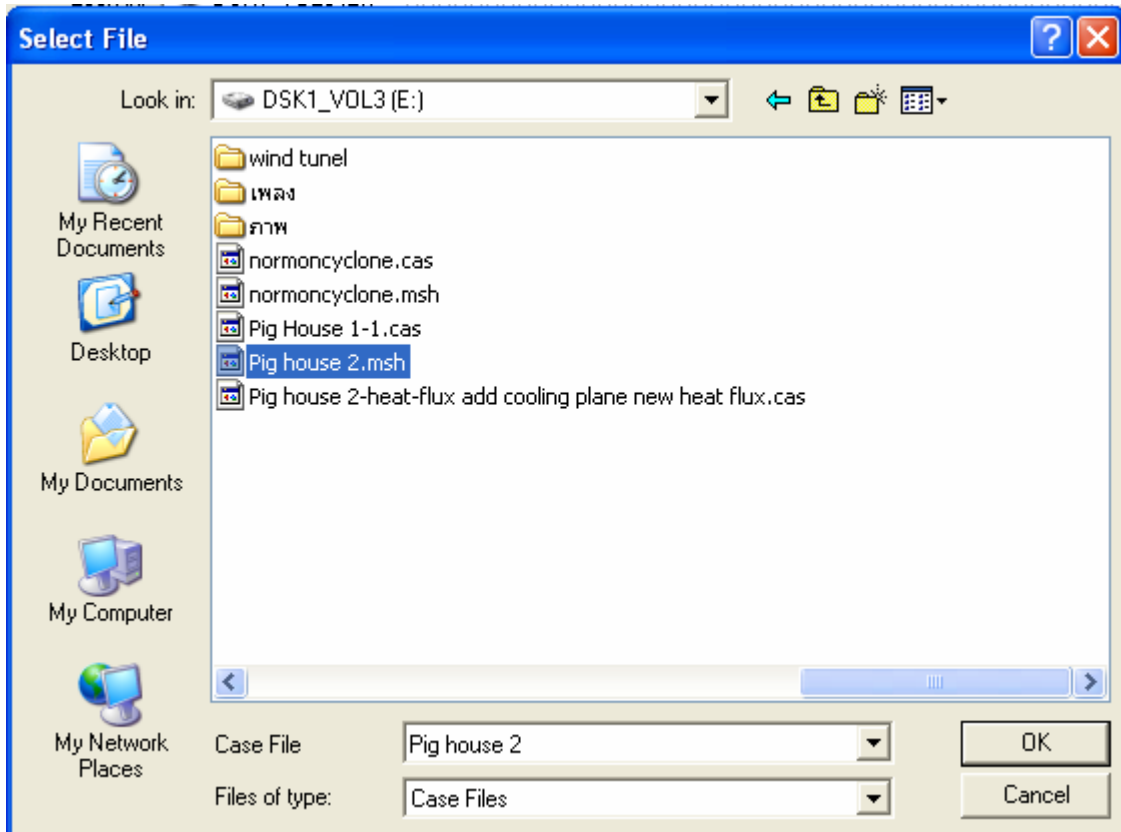 Select File
Look in: DSK1_VOL3 (E:)
wind tunel
เพลง
ภาพ
normoncyclone.cas
normoncyclone.msh
Pig House 1-1.cas
Pig house 2.msh
Pig house 2-heat-flux add cooling plane new heat flux.cas
My Recent
Documents
Desktop
My Documents
My Computer
My Network
Places
Case File Pig house 2 OK
Files of type: Case Files Cancel